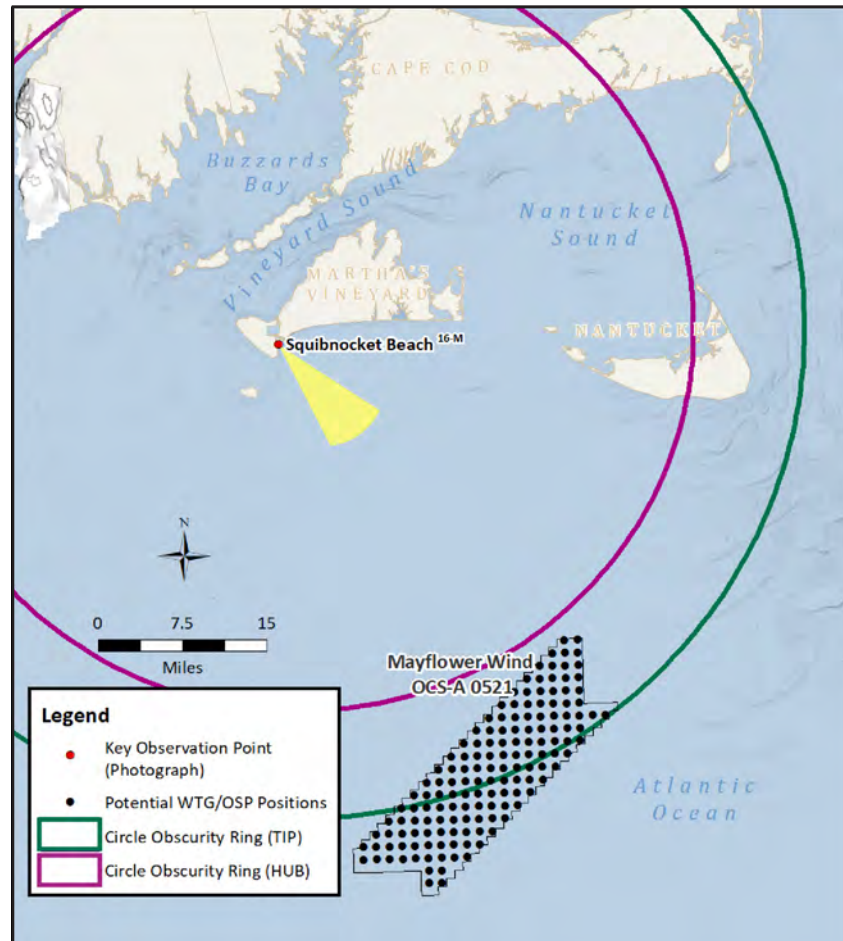 CAPE COD
Buzzards
Bay
Vineyard Sound
Nantucket
Sound
MARTHA'S
VINEYARD
NANTUCKET
Squibnocket Beach 16-M
N
0 7.5 15
Miles
Mayflower Wind
OCS-A 0521
Atlantic
Ocean
Legend
Key Observation Point
(Photograph)
Potential WTG/OSP Positions
Circle Obscurity Ring (TIP)
Circle Obscurity Ring (HUB)